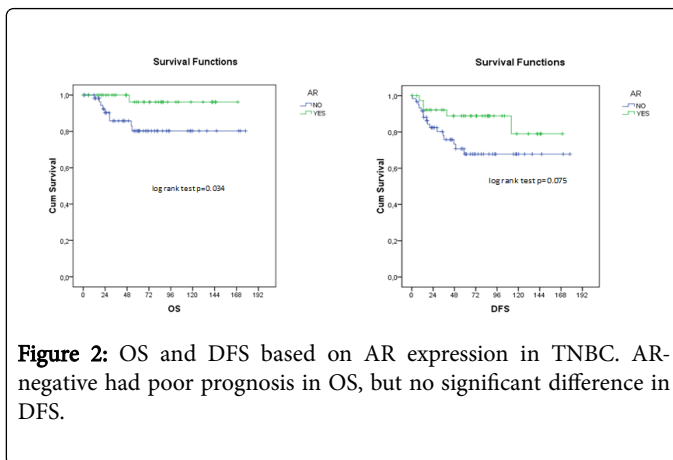 Survival Functions
AR
NO
YES
1,0
0,8
0,6
0,4
0,2
0,0
Cum Survival
log rank test p=0.034
0 24 48 72 96 120 144 168 192
OS
Survival Functions
AR
NO
YES
1,0
0,8
0,6
0,4
0,2
0,0
Cum Survival
log rank test p=0.075
0 24 48 72 96 120 144 168 192
DFS
Figure 2: OS and DFS based on AR expression in TNBC. AR-
negative had poor prognosis in OS, but no significant difference in
DFS.